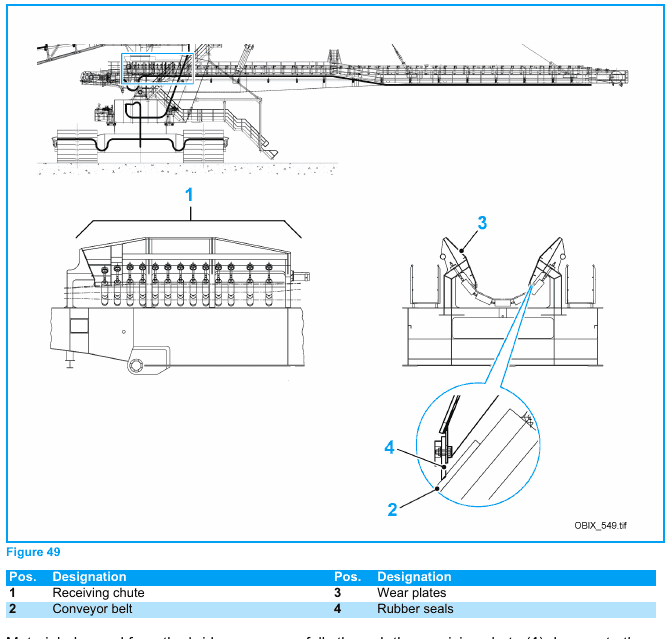 1
3
4
2
OBIX_549.tif
Figure 49
Pos. Designation Pos. Designation
1 Receiving chute 3 Wear plates
2 Conveyor belt 4 Rubber seals